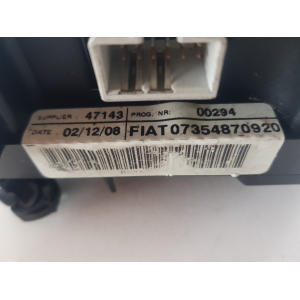 SUPPLIER: 47143 PROG. NR: 00294
DATE: 02/12/08 FIAT07354870920